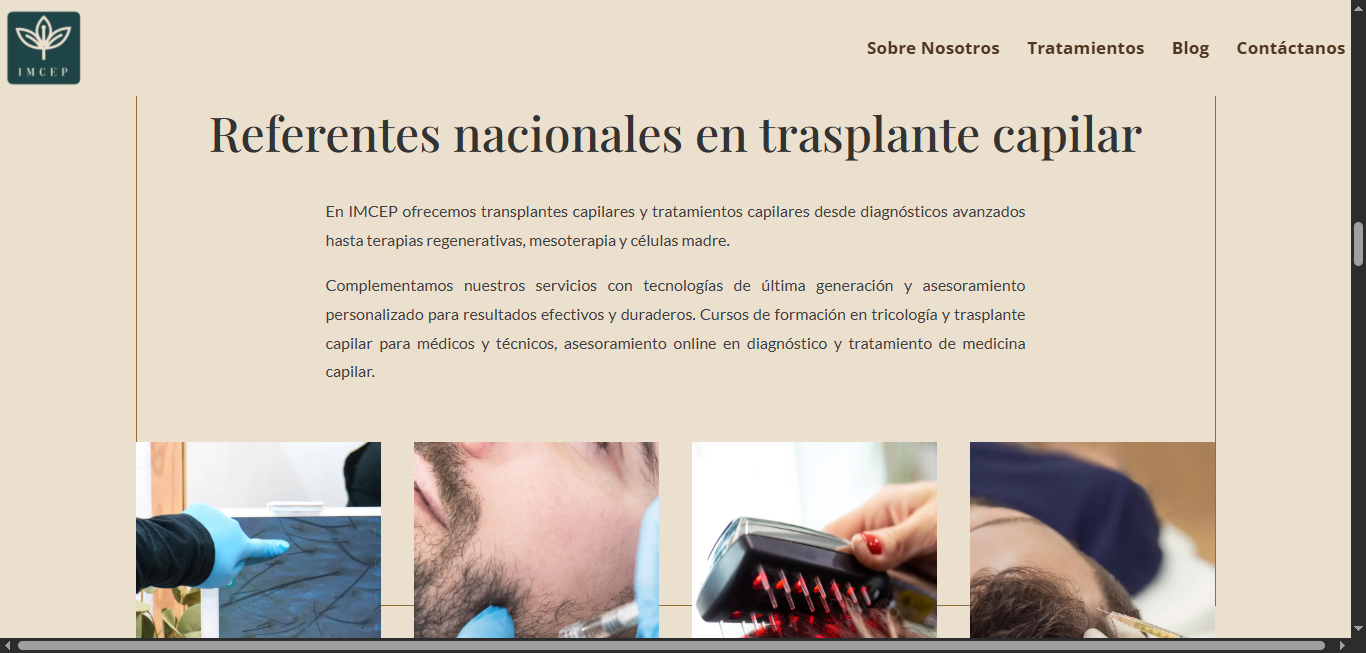 IMCEP
Sobre Nosotros
Tratamientos
Blog
Contáctanos
Referentes nacionales en trasplante capilar
En IMCEP ofrecemos transplantes capilares y tratamientos capilares desde diagnósticos avanzados
hasta terapias regenerativas, mesoterapia y células madre.
Complementamos nuestros servicios con tecnologías de última generación y asesoramiento
personalizado para resultados efectivos y duraderos. Cursos de formación en tricología y trasplante
capilar para médicos y técnicos, asesoramiento online en diagnóstico y tratamiento de medicina
capilar.